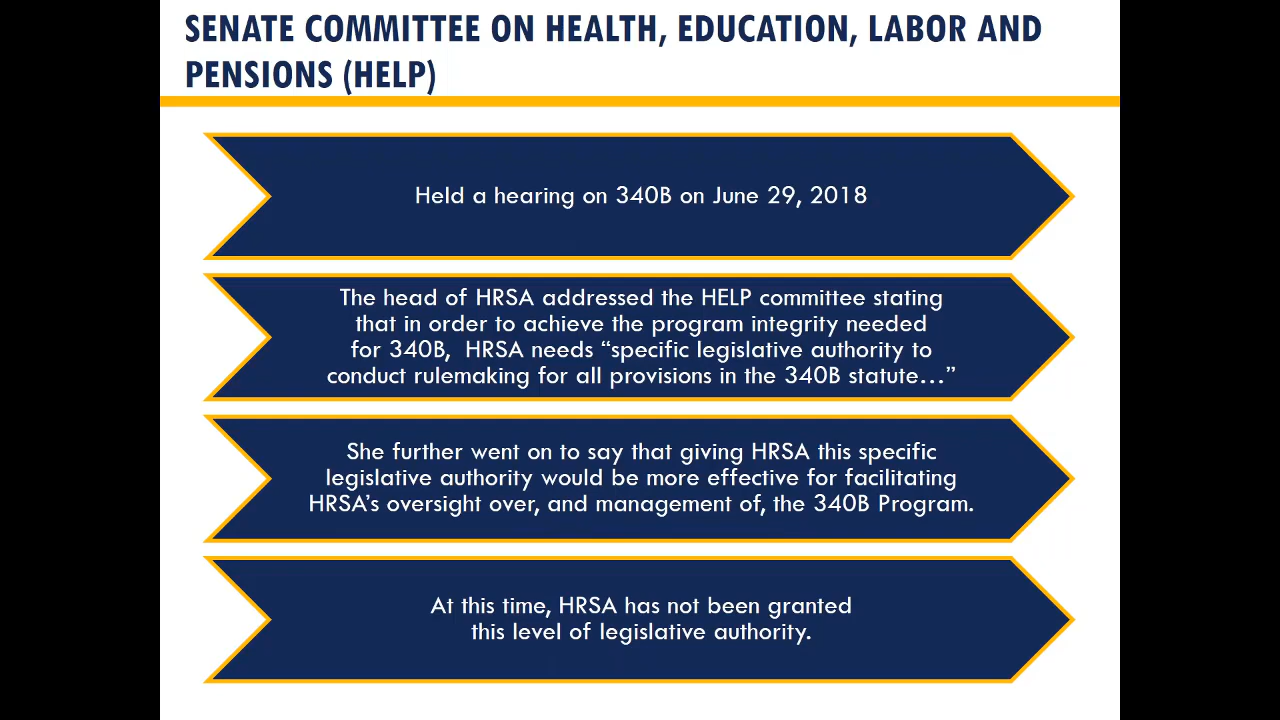 SENATE COMMITTEE ON HEALTH, EDUCATION, LABOR AND
PENSIONS (HELP)
Held a hearing on 340B on June 29, 2018
The head of HRSA addressed the HELP committee stating
that in order to achieve the program integrity needed
for 340B,  HRSA needs “specific legislative authority to
conduct rulemaking for all provisions in the 340B statute…”
She further went on to say that giving HRSA this specific
legislative authority would be more effective for facilitating
HRSA’s oversight over, and management of, the 340B Program.
At this time, HRSA has not been granted
this level of legislative authority.